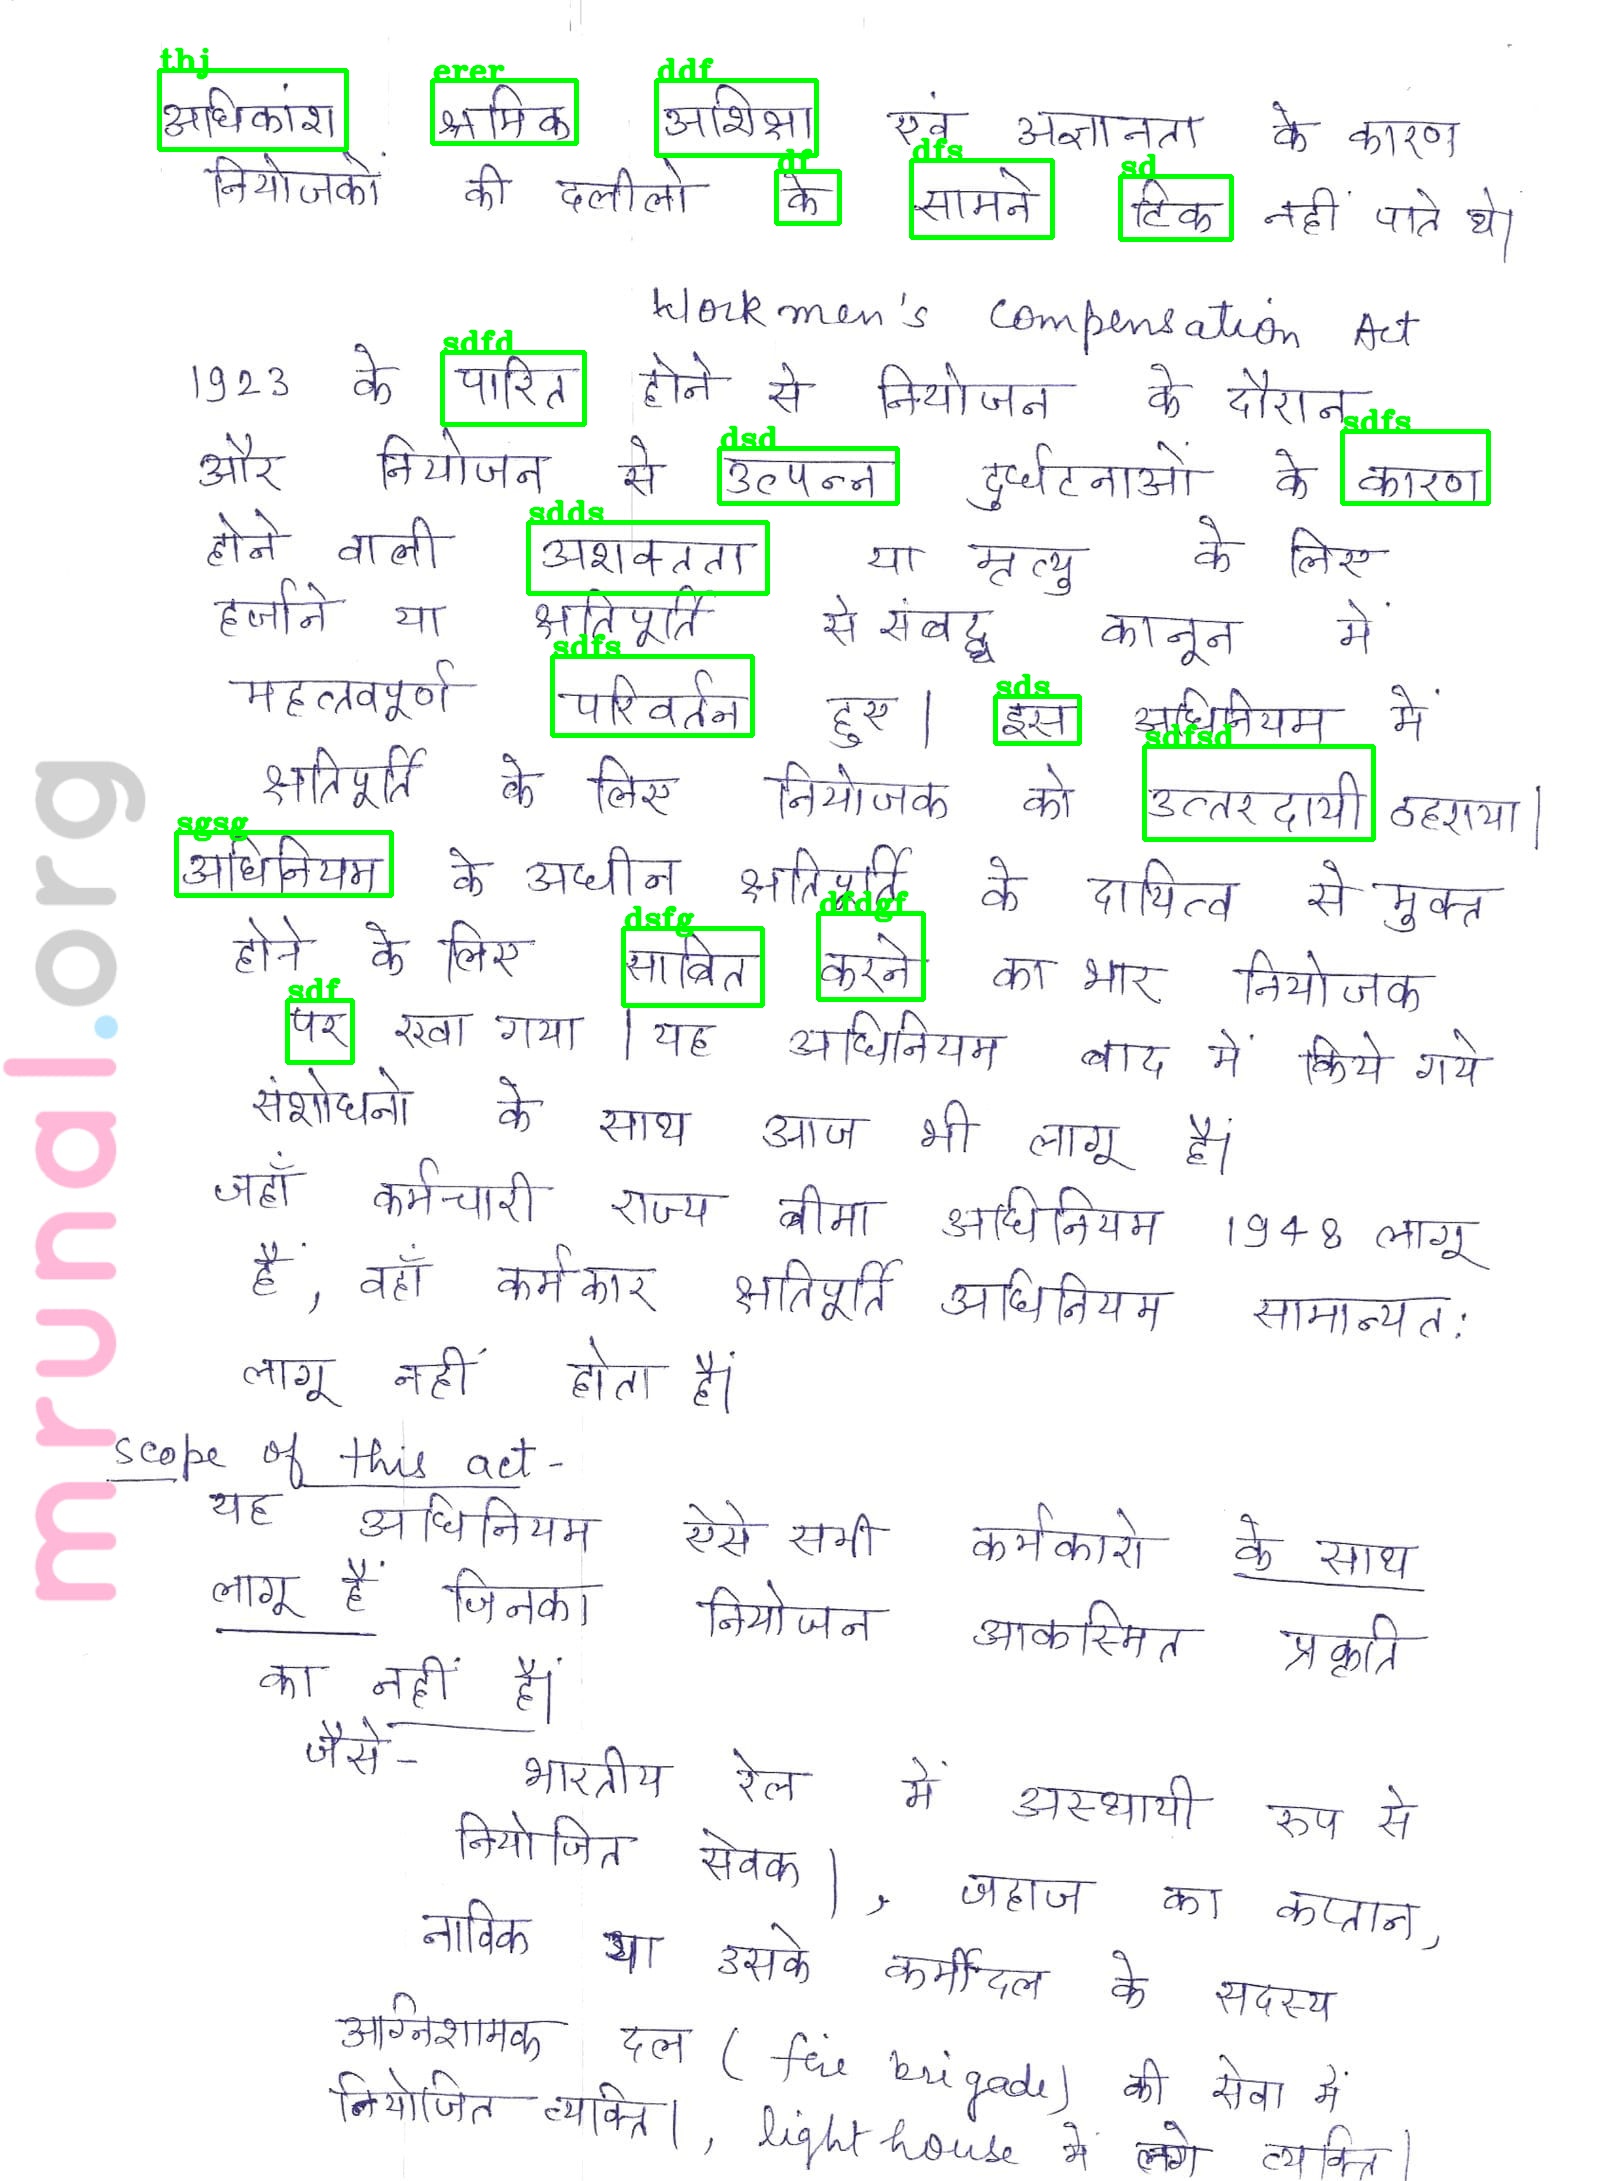 thj erer ddf
अधिकांश श्रमिक अशिक्षा एवं अज्ञानता के कारण
df dfs sd
नियोजकों की दलीलो के सामने टिक नहीं पाते थे।
Workmen's Compensation Act
sdfd
1923 के पारित होने से नियोजन के दौरान
dsd sdfs
और नियोजन से उत्पन्न दुर्घटनाओं के कारण
sdds
होने वाली अशक्तता या मृत्यु के लिए
हर्जाने या क्षतिपूर्ति से संबद्ध कानून में
sdfs sds
महत्वपूर्ण परिवर्तन हुए। इस अधिनियम में
sdfsd
क्षतिपूर्ति के लिए नियोजक को उत्तरदायी ठहराया।
sgsg
अधिनियम के अधीन क्षतिपूर्ति के दायित्व से मुक्त
dsfg dfdgf
होने के लिए साबित करने का भार नियोजक
sdf
पर रखा गया। यह अधिनियम बाद में किये गये
संशोधनो के साथ आज भी लागू हैं।
जहाँ कर्मचारी राज्य बीमा अधिनियम 1948 लागू
हैं, वहाँ कर्मकार क्षतिपूर्ति अधिनियम सामान्यत:
लागू नहीं होता हैं।
scope of this act-
यह अधिनियम ऐसे सभी कर्मकारो के साथ
लागू हैं जिनका नियोजन आकस्मित प्रकृति
का नहीं हैं।
जैसे-
भारतीय रेल में अस्थायी रूप से
नियोजित सेवक।, जहाज का कप्तान,
नाविक या उसके कर्मीदल के सदस्य
अग्निशामक दल (fire brigade) की सेवा में
नियोजित व्यक्ति।, light house में लगे व्यक्ति।
mrunal.org